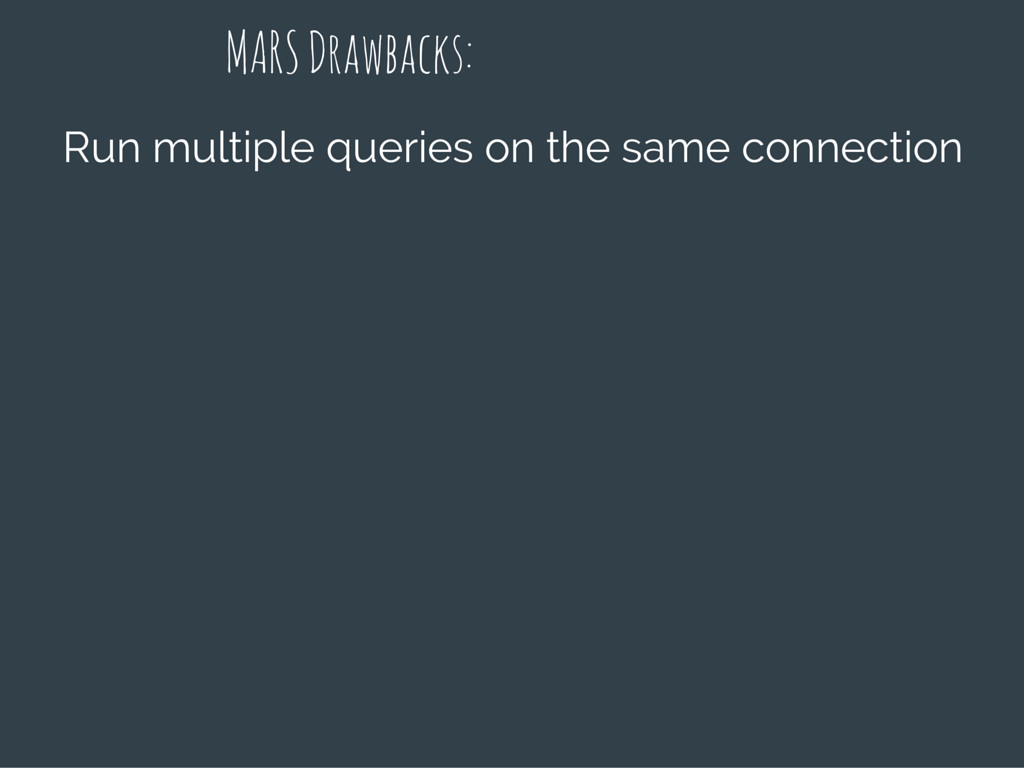 MARS Drawbacks:
Run multiple queries on the same connection